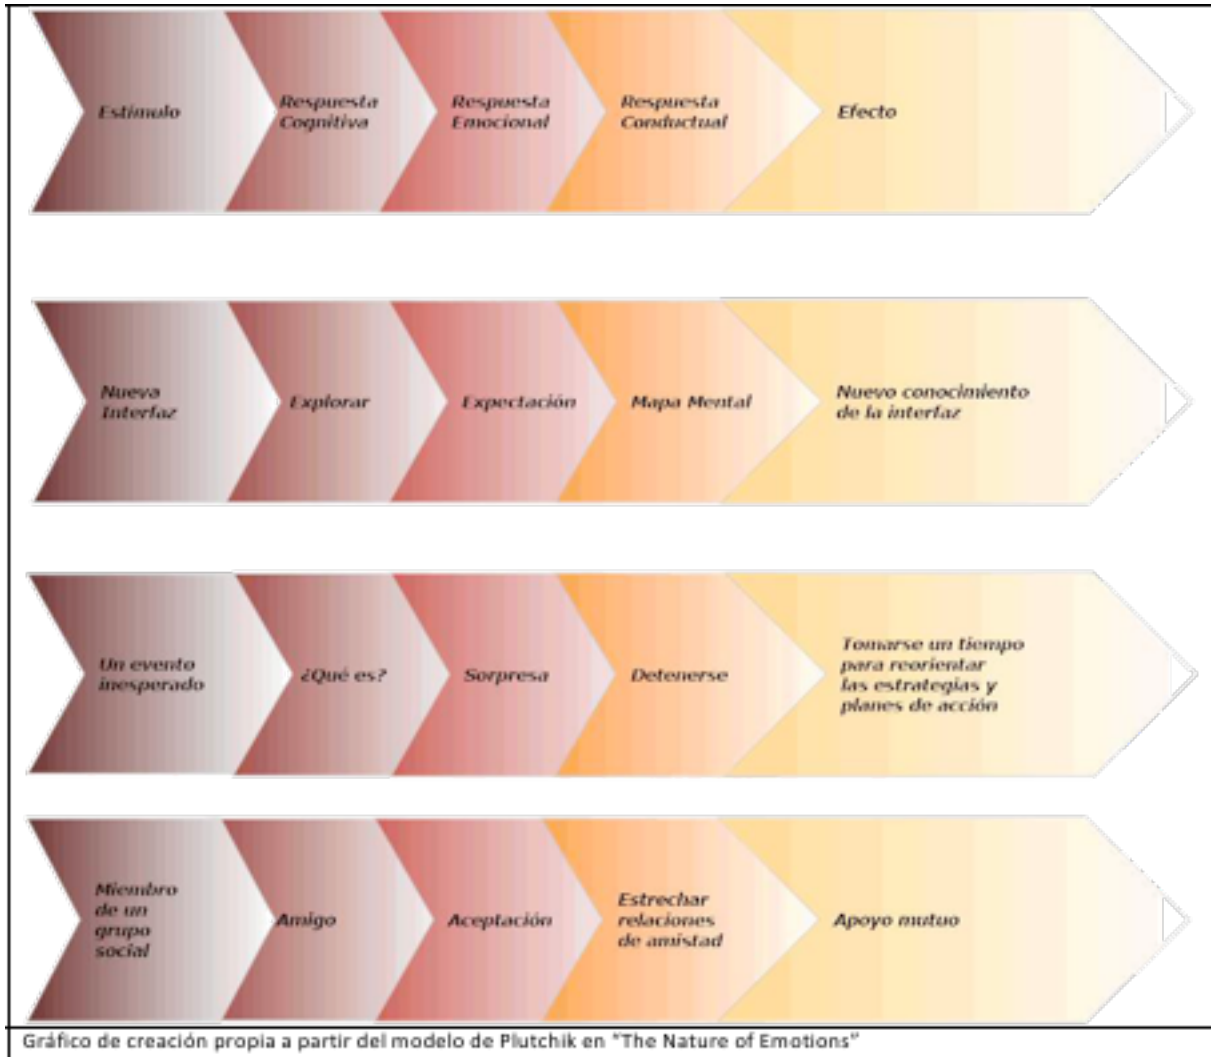 Estímulo
Respuesta
Cognitiva
Respuesta
Emocional
Respuesta
Conductual
Efecto
Nueva
Interfaz
Explorar
Expectación
Mapa Mental
Nuevo conocimiento
de la interfaz
Un evento
inesperado
¿Qué es?
Sorpresa
Detenerse
Tomarse un tiempo
para reorientar
las estrategias y
planes de acción
Miembro
de un
grupo
social
Amigo
Aceptación
Estrechar
relaciones
de amistad
Apoyo mutuo
Gráfico de creación propia a partir del modelo de Plutchik en "The Nature of Emotions"